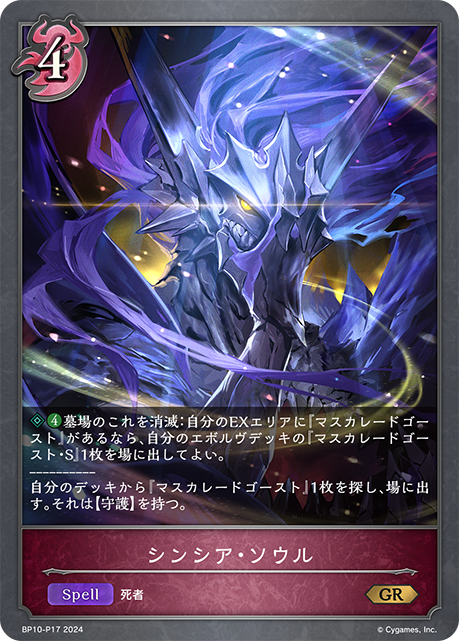 4
4 墓場のこれを消滅:自分のEXエリアに『マスカレードゴー
スト』があるなら、自分のエボルヴデッキの『マスカレードゴー
スト・S』1枚を場に出してよい。
----------
自分のデッキから『マスカレードゴースト』1枚を探し、場に出
す。それは【守護】を持つ。
シンシア・ソウル
Spell 死者 GR
BP10-P17 2024 © Cygames, Inc.